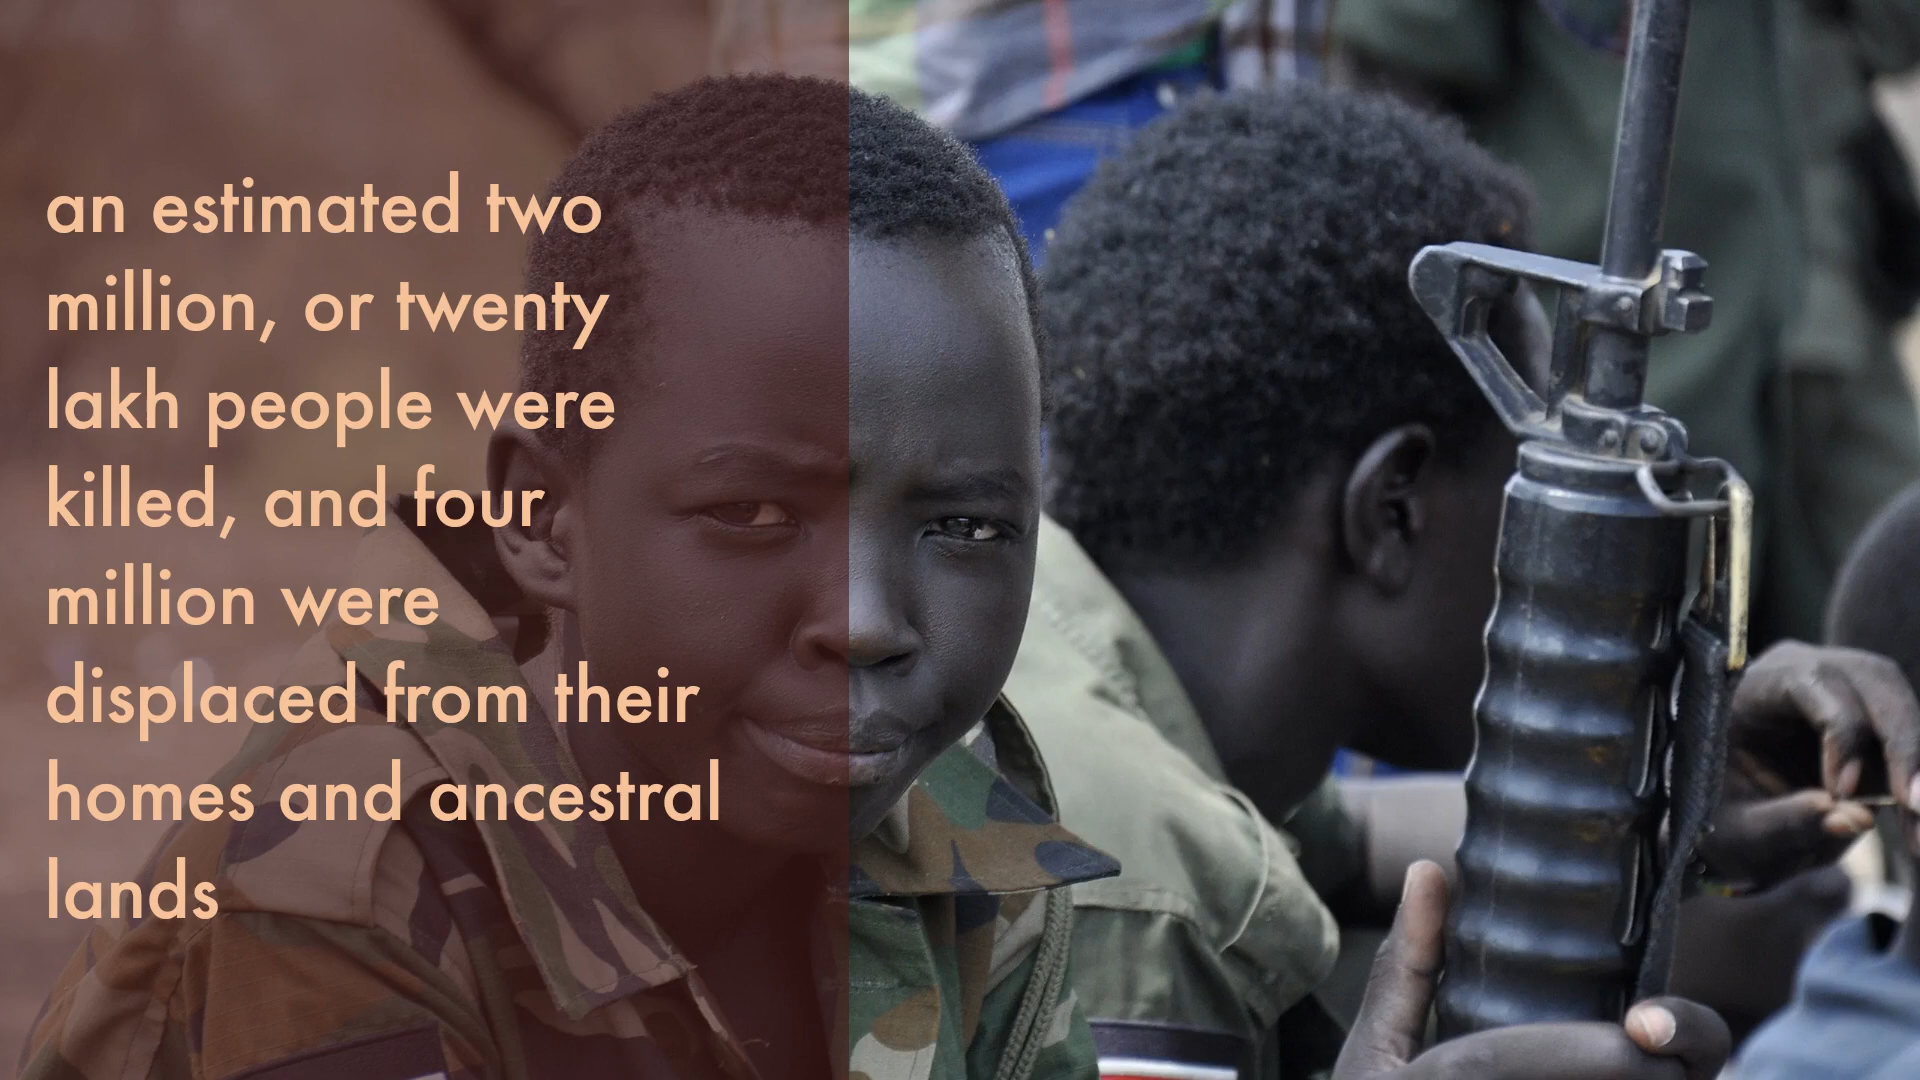 an estimated two
million, or twenty
lakh people were
killed, and four
million were
displaced from their
homes and ancestral
lands